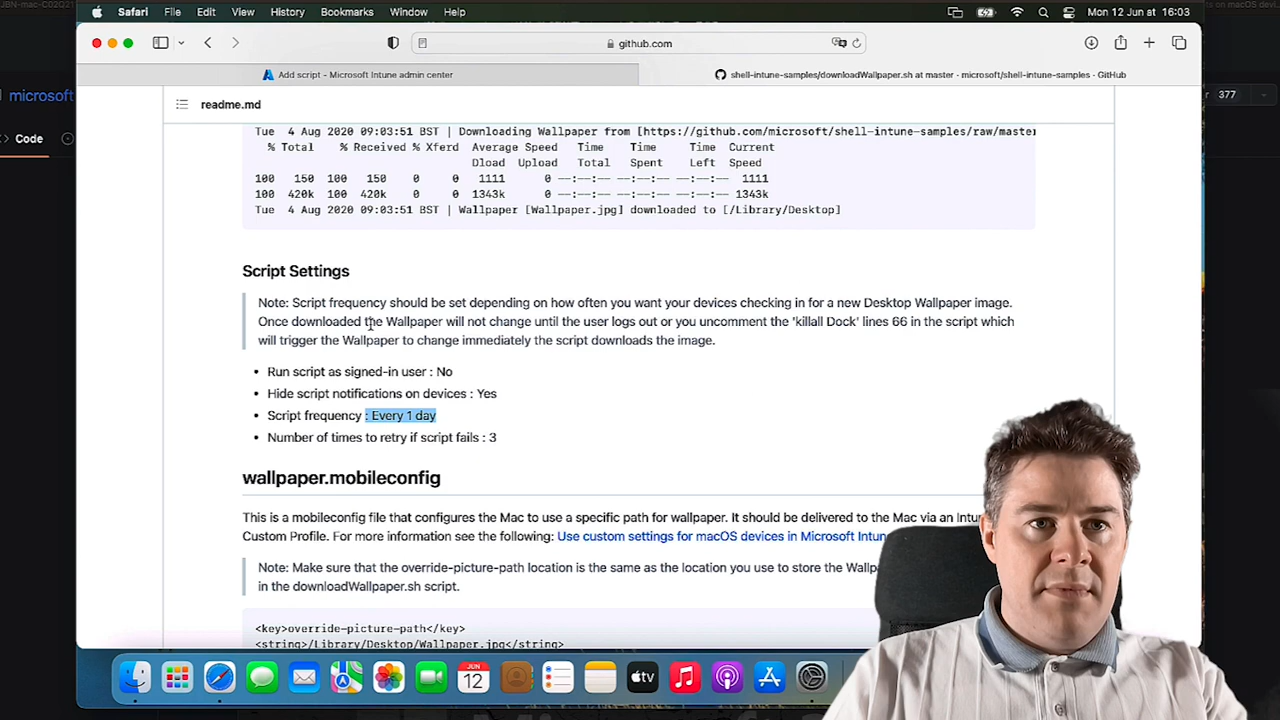 JBN-mac-C02Q21
Safari File Edit View History Bookmarks Window Help
Mon 12 Jun at 16:03
github.com
Add script - Microsoft Intune admin center
shell-intune-samples/downloadWallpaper.sh at master · microsoft/shell-intune-samples · GitHub
microsoft
377
Code
readme.md
Tue 4 Aug 2020 09:03:51 BST | Downloading Wallpaper from [https://github.com/microsoft/shell-intune-samples/raw/master
% Total % Received % Xferd Average Speed Time Time Time Current
Dload Upload Total Spent Left Speed
100 150 100 150 0 0 1111 0 --:--:-- --:--:-- --:--:-- 1111
100 420k 100 420k 0 0 1343k 0 --:--:-- --:--:-- --:--:-- 1343k
Tue 4 Aug 2020 09:03:51 BST | Wallpaper [Wallpaper.jpg] downloaded to [/Library/Desktop]
Script Settings
Note: Script frequency should be set depending on how often you want your devices checking in for a new Desktop Wallpaper image.
Once downloaded the Wallpaper will not change until the user logs out or you uncomment the 'killall Dock' lines 66 in the script which
will trigger the Wallpaper to change immediately the script downloads the image.
• Run script as signed-in user : No
• Hide script notifications on devices : Yes
• Script frequency : Every 1 day
• Number of times to retry if script fails : 3
wallpaper.mobileconfig
This is a mobileconfig file that configures the Mac to use a specific path for wallpaper. It should be delivered to the Mac via an Intu
Custom Profile. For more information see the following: Use custom settings for macOS devices in Microsoft Intun
Note: Make sure that the override-picture-path location is the same as the location you use to store the Wallp
in the downloadWallpaper.sh script.
<key>override-picture-path</key>
<string>/Library/Desktop/Wallpaper.jpg</string>
JUN
12
tv